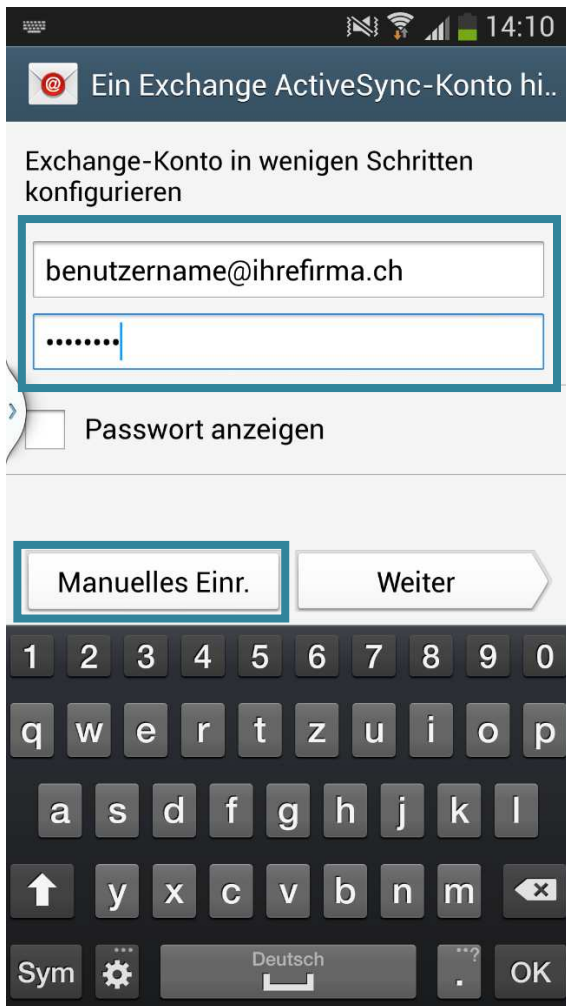 14:10
Ein Exchange ActiveSync-Konto hi..
Exchange-Konto in wenigen Schritten
konfigurieren
benutzername@ihrefirma.ch
••••••••
Passwort anzeigen
Manuelles Einr. Weiter
1 2 3 4 5 6 7 8 9 0
q w e r t z u i o p
a s d f g h j k l
y x c v b n m
Sym Deutsch . ..? OK